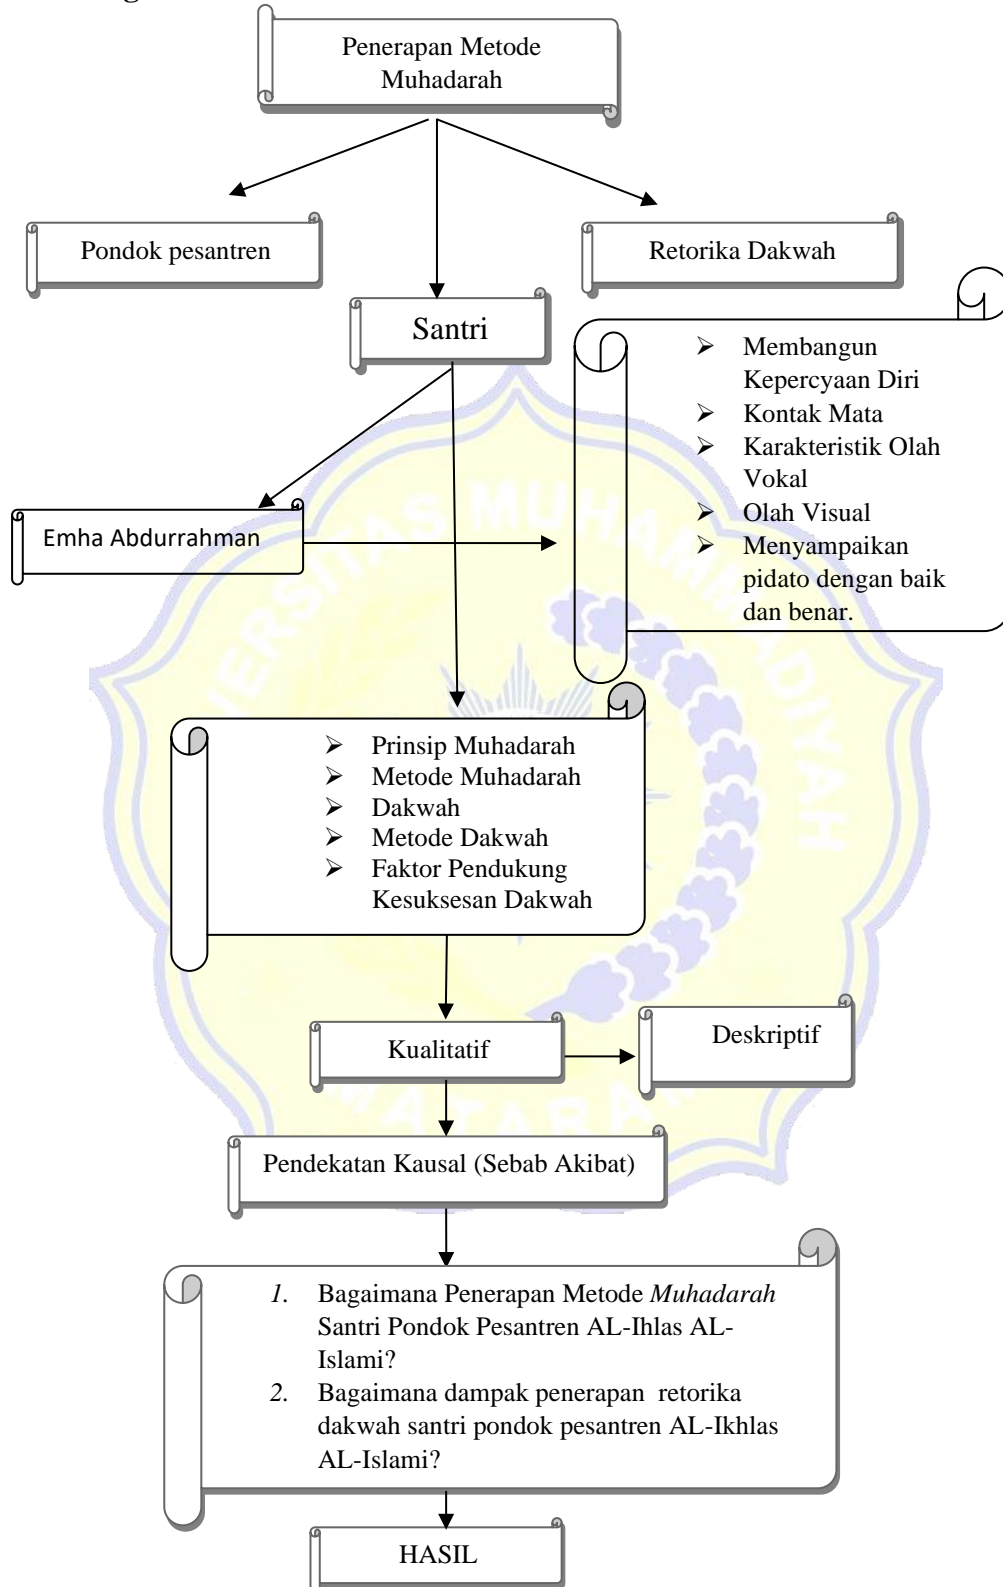 Penerapan Metode
Muhadarah
Pondok pesantren
Retorika Dakwah
Santri
➢ Membangun
Kepercyaan Diri
➢ Kontak Mata
➢ Karakteristik Olah
Vokal
➢ Olah Visual
➢ Menyampaikan
pidato dengan baik
dan benar.
Emha Abdurrahman
➢ Prinsip Muhadarah
➢ Metode Muhadarah
➢ Dakwah
➢ Metode Dakwah
➢ Faktor Pendukung
Kesuksesan Dakwah
Kualitatif
Deskriptif
Pendekatan Kausal (Sebab Akibat)
1. Bagaimana Penerapan Metode Muhadarah
Santri Pondok Pesantren AL-Ihlas AL-
Islami?
2. Bagaimana dampak penerapan retorika
dakwah santri pondok pesantren AL-Ikhlas
AL-Islami?
HASIL
UNIVERSITAS MUHAMMADIYAH
MATARAM